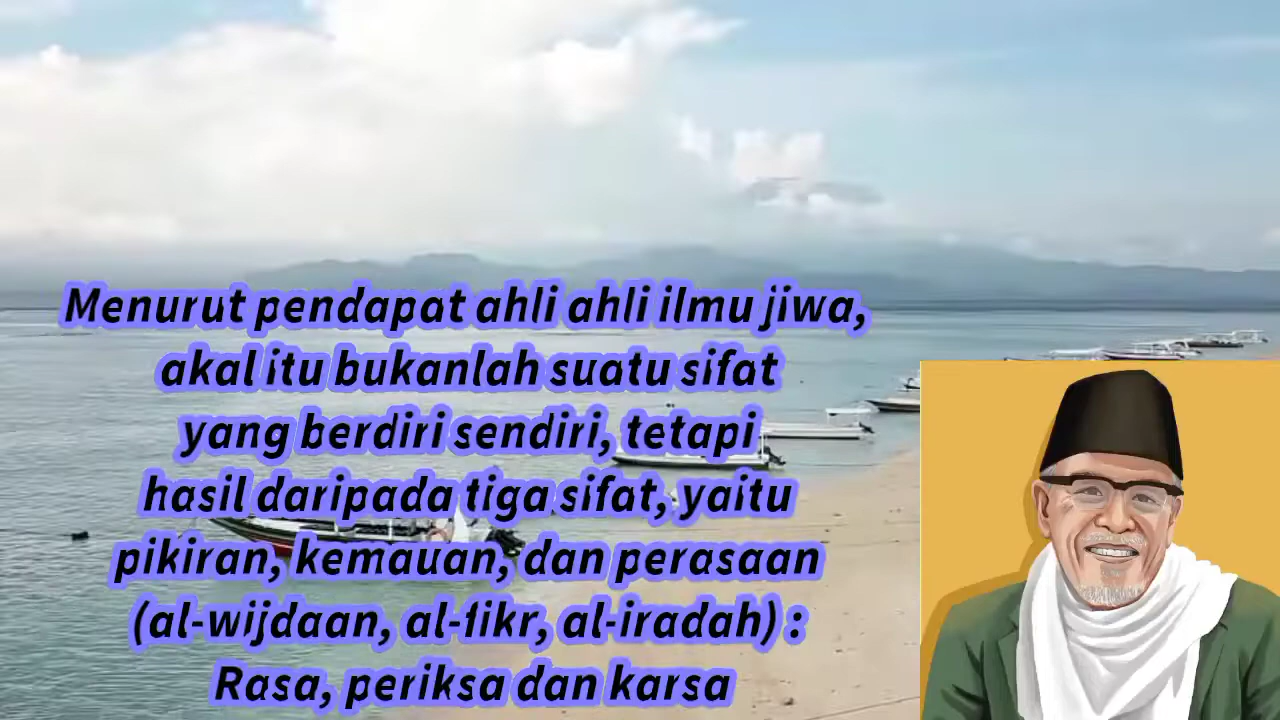 Menurut pendapat ahli ahli ilmu jiwa,
akal itu bukanlah suatu sifat
yang berdiri sendiri, tetapi
hasil daripada tiga sifat, yaitu
pikiran, kemauan, dan perasaan
(al-wijdaan, al-fikr, al-iradah) :
Rasa, periksa dan karsa